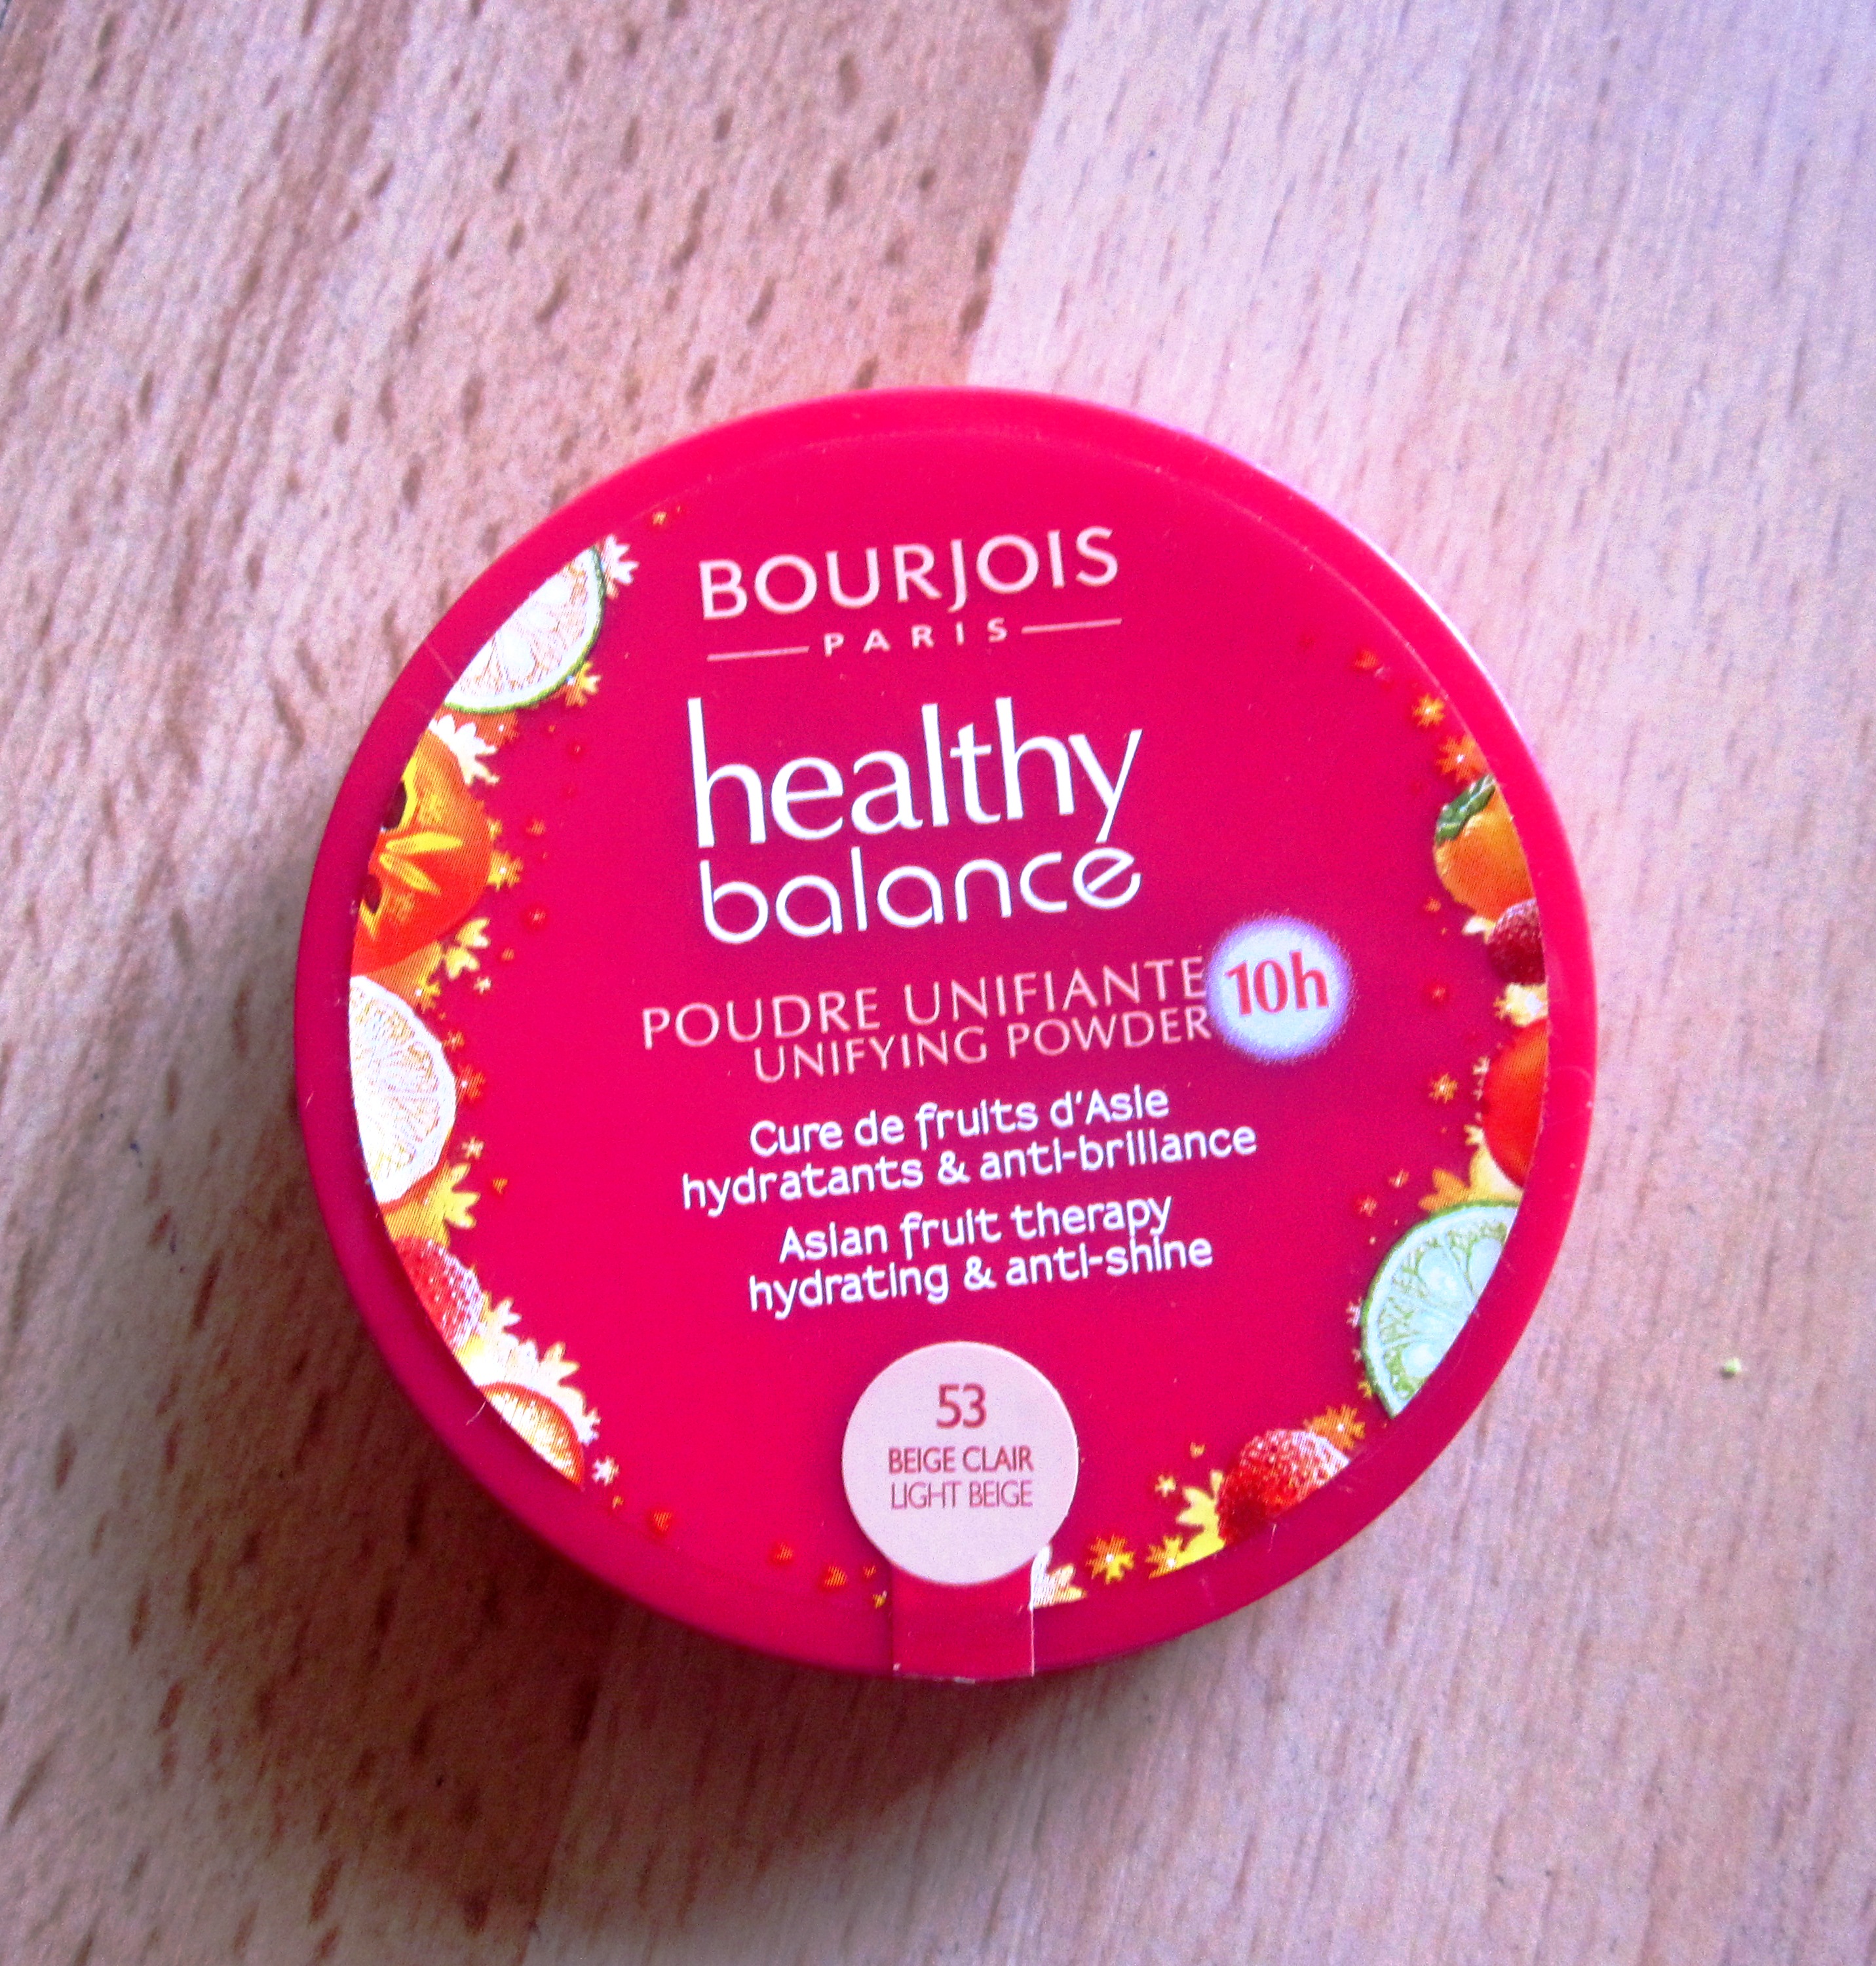 BOURJOIS
PARIS
healthy
balance
POUDRE UNIFIANTE
UNIFYING POWDER
10h
Cure de fruits d'Asie
hydratants & anti-brillance
Asian fruit therapy
hydrating & anti-shine
53
BEIGE CLAIR
LIGHT BEIGE